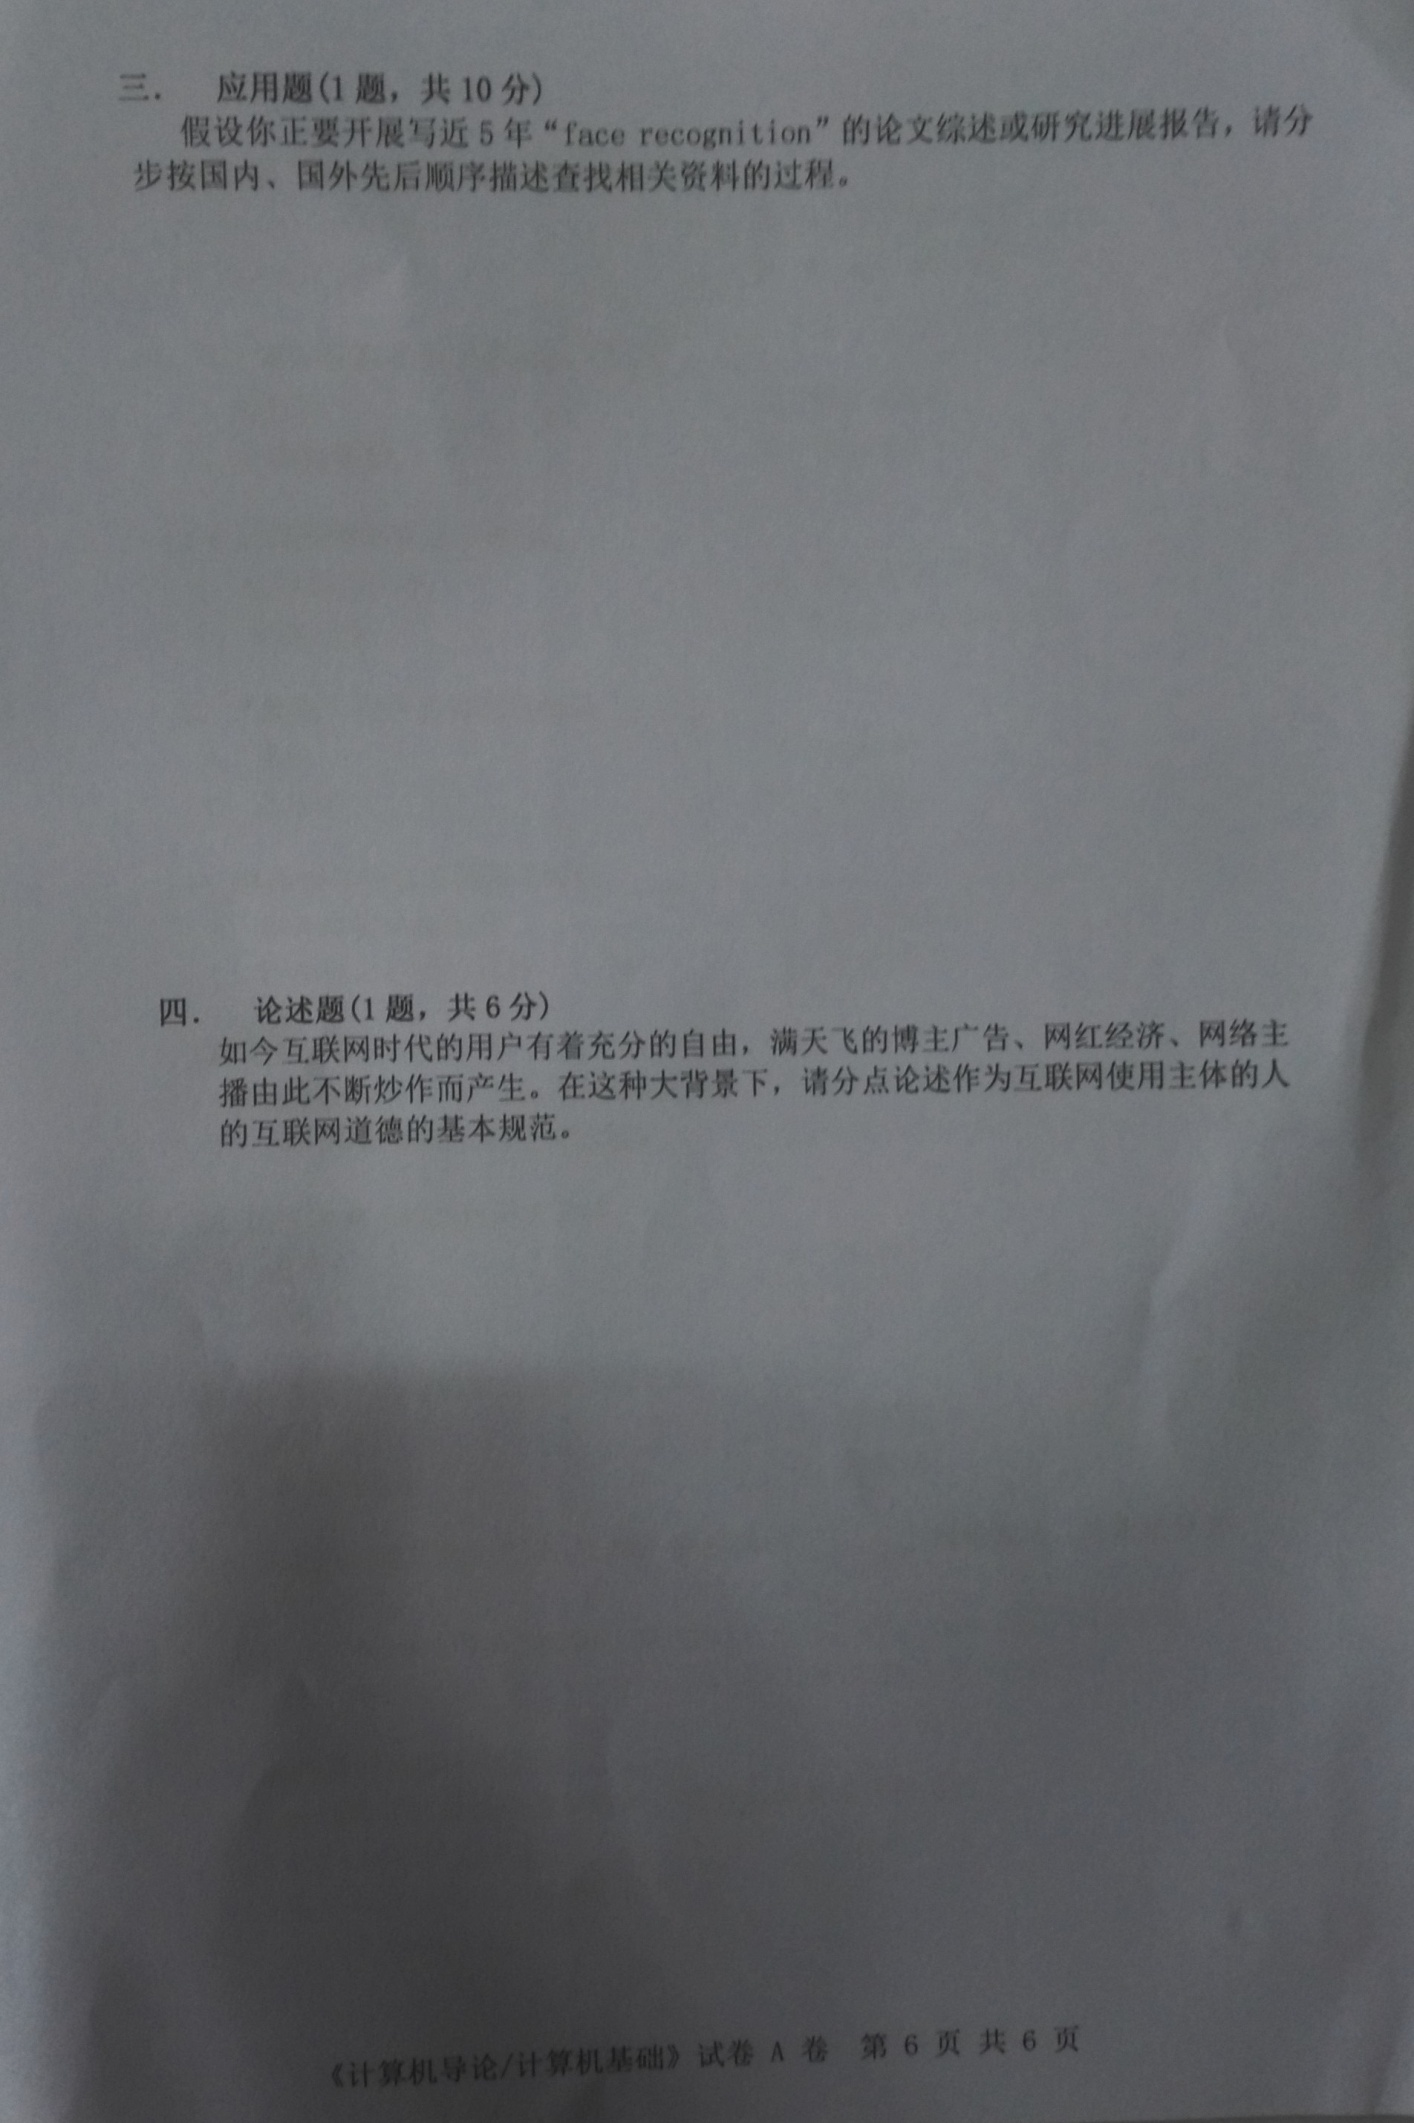 三. 应用题(1 题，共 10 分)
假设你正要开展写近 5 年“face recognition”的论文综述或研究进展报告，请分
步按国内、国外先后顺序描述查找相关资料的过程。
四. 论述题(1 题，共 6 分)
如今互联网时代的用户有着充分的自由，满天飞的博主广告、网红经济、网络主
播由此不断炒作而产生。在这种大背景下，请分点论述作为互联网使用主体的人
的互联网道德的基本规范。
《计算机导论/计算机基础》试卷 A 卷 第 6 页 共 6 页